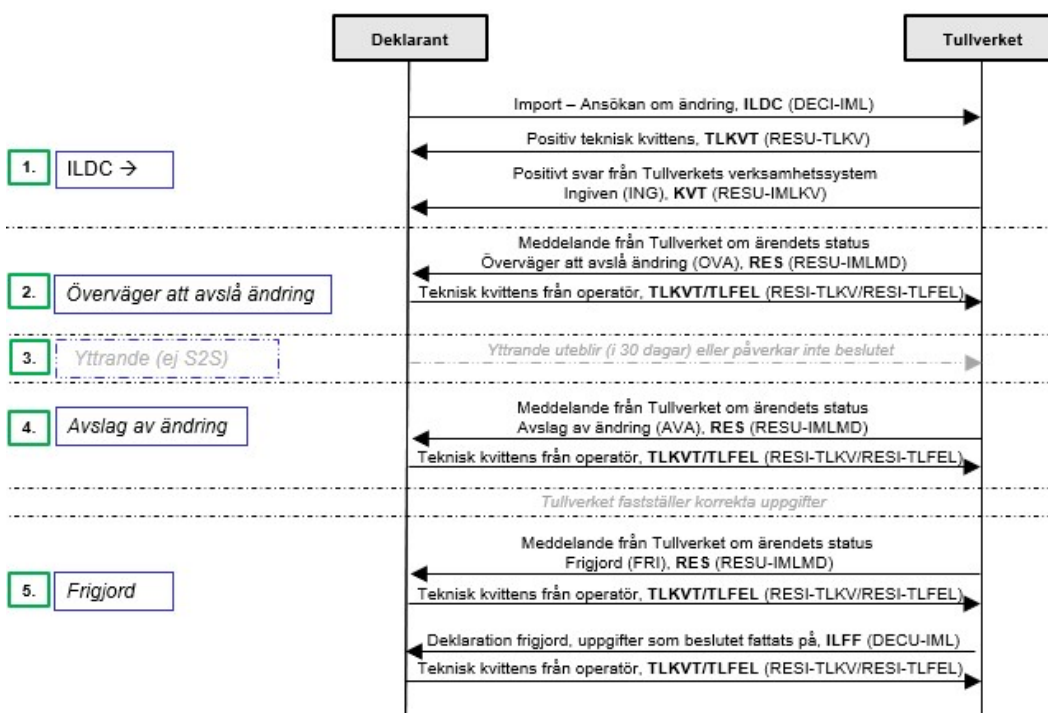 Deklarant
Tullverket
Import – Ansökan om ändring, ILDC (DECI-IML)
Positiv teknisk kvittens, TLKVT (RESU-TLKV)
1.
ILDC →
Positivt svar från Tullverkets verksamhetssystem
Ingiven (ING), KVT (RESU-IMLKV)
Meddelande från Tullverket om ärendets status
Överväger att avslå ändring (OVA), RES (RESU-IMLMD)
2.
Överväger att avslå ändring
Teknisk kvittens från operatör, TLKVT/TLFEL (RESI-TLKV/RESI-TLFEL)
3.
Yttrande (ej S2S)
Yttrande uteblir (i 30 dagar) eller påverkar inte beslutet
Meddelande från Tullverket om ärendets status
4.
Avslag av ändring
Avslag av ändring (AVA), RES (RESU-IMLMD)
Teknisk kvittens från operatör, TLKVT/TLFEL (RESI-TLKV/RESI-TLFEL)
Tullverket fastställer korrekta uppgifter
Meddelande från Tullverket om ärendets status
Frigjord (FRI), RES (RESU-IMLMD)
5.
Frigjord
Teknisk kvittens från operatör, TLKVT/TLFEL (RESI-TLKV/RESI-TLFEL)
Deklaration frigjord, uppgifter som beslutet fattats på, ILFF (DECU-IML)
Teknisk kvittens från operatör, TLKVT/TLFEL (RESI-TLKV/RESI-TLFEL)